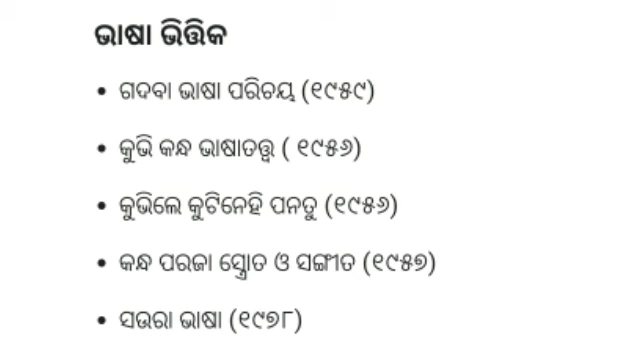 ଭାଷା ଭିତ୍ତିକ
• ଗଦବା ଭାଷା ପରିଚୟ (୧୯୫୯)
• କୁଭି କନ୍ଧ ଭାଷାତତ୍ତ୍ୱ ( ୧୯୫୬)
• କୁଭିଲେ କୁଟିନେହି ପନତୁ (୧୯୫୬)
• କନ୍ଧ ପରଜା ସ୍ତ୍ରୋତ ଓ ସଙ୍ଗୀତ (୧୯୫୭)
• ସଉରା ଭାଷା (୧୯୭୮)